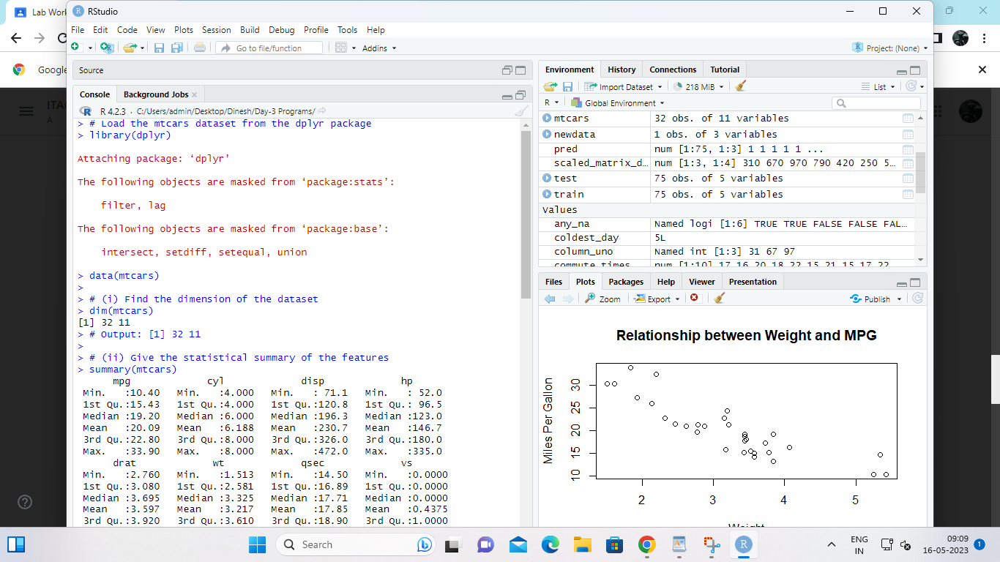 Lab Work
RStudio
File Edit Code View Plots Session Build Debug Profile Tools Help
Go to file/function
Addins
Project: (None)
Google
ITA
A
Source
Console Background Jobs
R 4.2.3 · C:/Users/admin/Desktop/Dinesh/Day-3 Programs/
> # Load the mtcars dataset from the dplyr package
> library(dplyr)
Attaching package: ‘dplyr’
The following objects are masked from ‘package:stats’:
filter, lag
The following objects are masked from ‘package:base’:
intersect, setdiff, setequal, union
> data(mtcars)
>
> # (i) Find the dimension of the dataset
> dim(mtcars)
[1] 32 11
> # Output: [1] 32 11
>
> # (ii) Give the statistical summary of the features
> summary(mtcars)
mpg cyl disp hp
Min. :10.40 Min. :4.000 Min. : 71.1 Min. : 52.0
1st Qu.:15.43 1st Qu.:4.000 1st Qu.:120.8 1st Qu.: 96.5
Median :19.20 Median :6.000 Median :196.3 Median :123.0
Mean :20.09 Mean :6.188 Mean :230.7 Mean :146.7
3rd Qu.:22.80 3rd Qu.:8.000 3rd Qu.:326.0 3rd Qu.:180.0
Max. :33.90 Max. :8.000 Max. :472.0 Max. :335.0
drat wt qsec vs
Min. :2.760 Min. :1.513 Min. :14.50 Min. :0.0000
1st Qu.:3.080 1st Qu.:2.581 1st Qu.:16.89 1st Qu.:0.0000
Median :3.695 Median :3.325 Median :17.71 Median :0.0000
Mean :3.597 Mean :3.217 Mean :17.85 Mean :0.4375
3rd Qu.:3.920 3rd Qu.:3.610 3rd Qu.:18.90 3rd Qu.:1.0000
Environment History Connections Tutorial
Import Dataset 218 MiB List
R Global Environment
mtcars 32 obs. of 11 variables
newdata 1 obs. of 3 variables
pred num [1:75, 1:3] 1 1 1 1 1 ...
scaled_matrix_d… num [1:3, 1:4] 310 670 970 790 420 250 5…
test 75 obs. of 5 variables
train 75 obs. of 5 variables
Values
any_na Named logi [1:6] TRUE TRUE FALSE FALSE FAL…
coldest_day 5L
column_uno Named int [1:3] 31 67 97
commute_times num [1:10] 17 16 20 18 22 15 21 15 17 22
Files Plots Packages Help Viewer Presentation
Zoom Export Publish
Relationship between Weight and MPG
Miles Per Gallon
30
25
20
15
10
2 3 4 5
Weight
Search
ENG
IN
09:09
16-05-2023
1